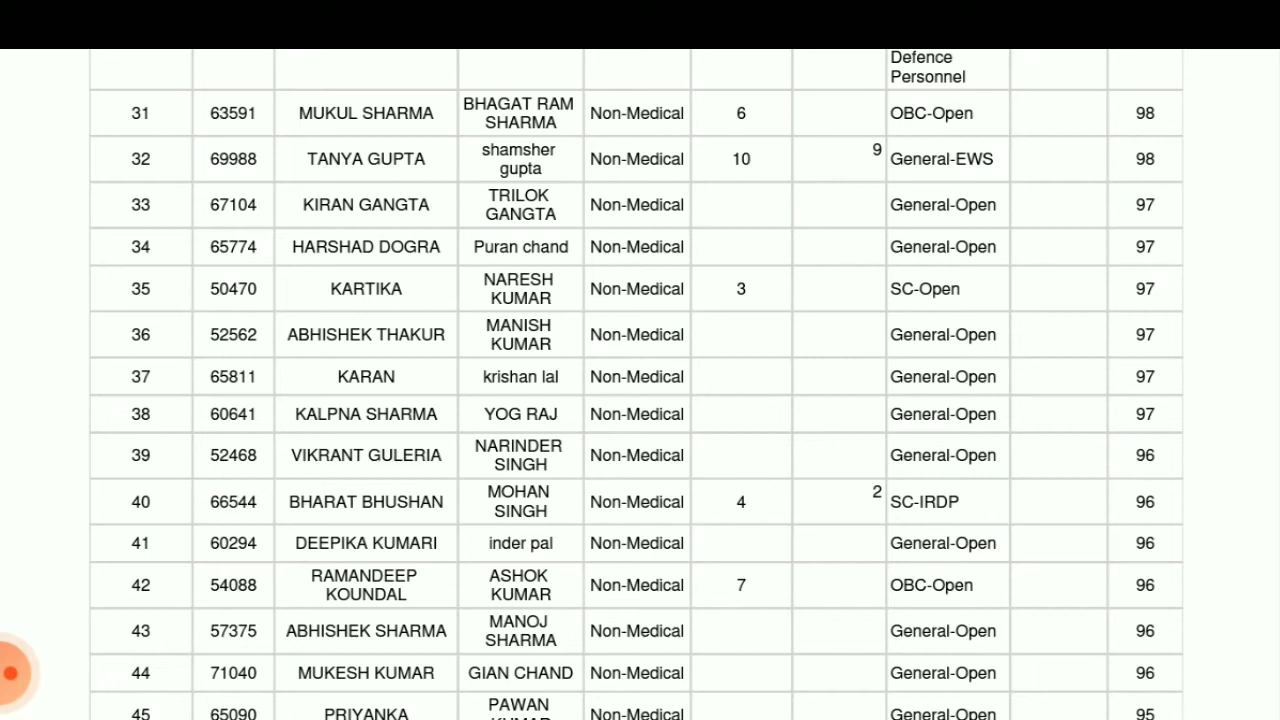 Defence
Personnel
31 63591 MUKUL SHARMA BHAGAT RAM SHARMA Non-Medical 6 OBC-Open 98
32 69988 TANYA GUPTA shamsher gupta Non-Medical 10 9 General-EWS 98
33 67104 KIRAN GANGTA TRILOK GANGTA Non-Medical General-Open 97
34 65774 HARSHAD DOGRA Puran chand Non-Medical General-Open 97
35 50470 KARTIKA NARESH KUMAR Non-Medical 3 SC-Open 97
36 52562 ABHISHEK THAKUR MANISH KUMAR Non-Medical General-Open 97
37 65811 KARAN krishan lal Non-Medical General-Open 97
38 60641 KALPNA SHARMA YOG RAJ Non-Medical General-Open 97
39 52468 VIKRANT GULERIA NARINDER SINGH Non-Medical General-Open 96
40 66544 BHARAT BHUSHAN MOHAN SINGH Non-Medical 4 2 SC-IRDP 96
41 60294 DEEPIKA KUMARI inder pal Non-Medical General-Open 96
42 54088 RAMANDEEP KOUNDAL ASHOK KUMAR Non-Medical 7 OBC-Open 96
43 57375 ABHISHEK SHARMA MANOJ SHARMA Non-Medical General-Open 96
44 71040 MUKESH KUMAR GIAN CHAND Non-Medical General-Open 96
45 65090 PRIYANKA PAWAN KUMAR Non-Medical General-Open 95